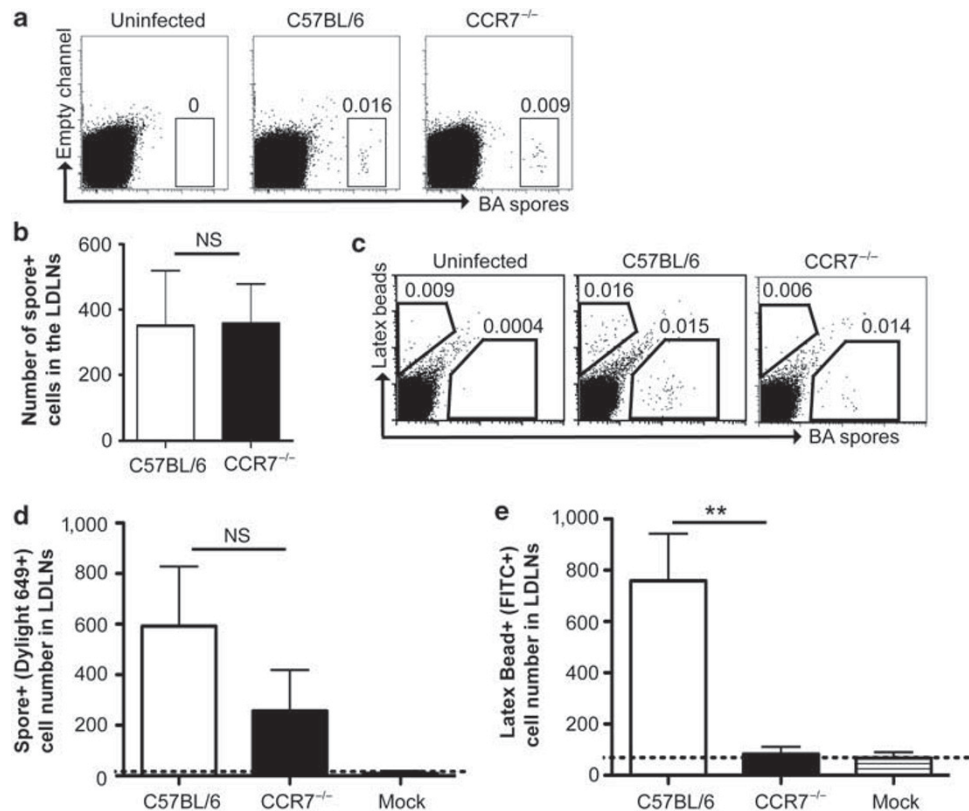 a
Uninfected
C57BL/6
CCR7–/–
Empty channel
0
0.016
0.009
BA spores
b
Number of spore+
cells in the LDLNs
600
400
200
0
NS
C57BL/6
CCR7–/–
c
Uninfected
C57BL/6
CCR7–/–
Latex beads
0.009
0.0004
0.016
0.015
0.006
0.014
BA spores
d
Spore+ (Dylight 649+)
cell number in LDLNs
1,000
800
600
400
200
0
NS
C57BL/6
CCR7–/–
Mock
e
Latex Bead+ (FITC+)
cell number in LDLNs
1,000
800
600
400
200
0
**
C57BL/6
CCR7–/–
Mock